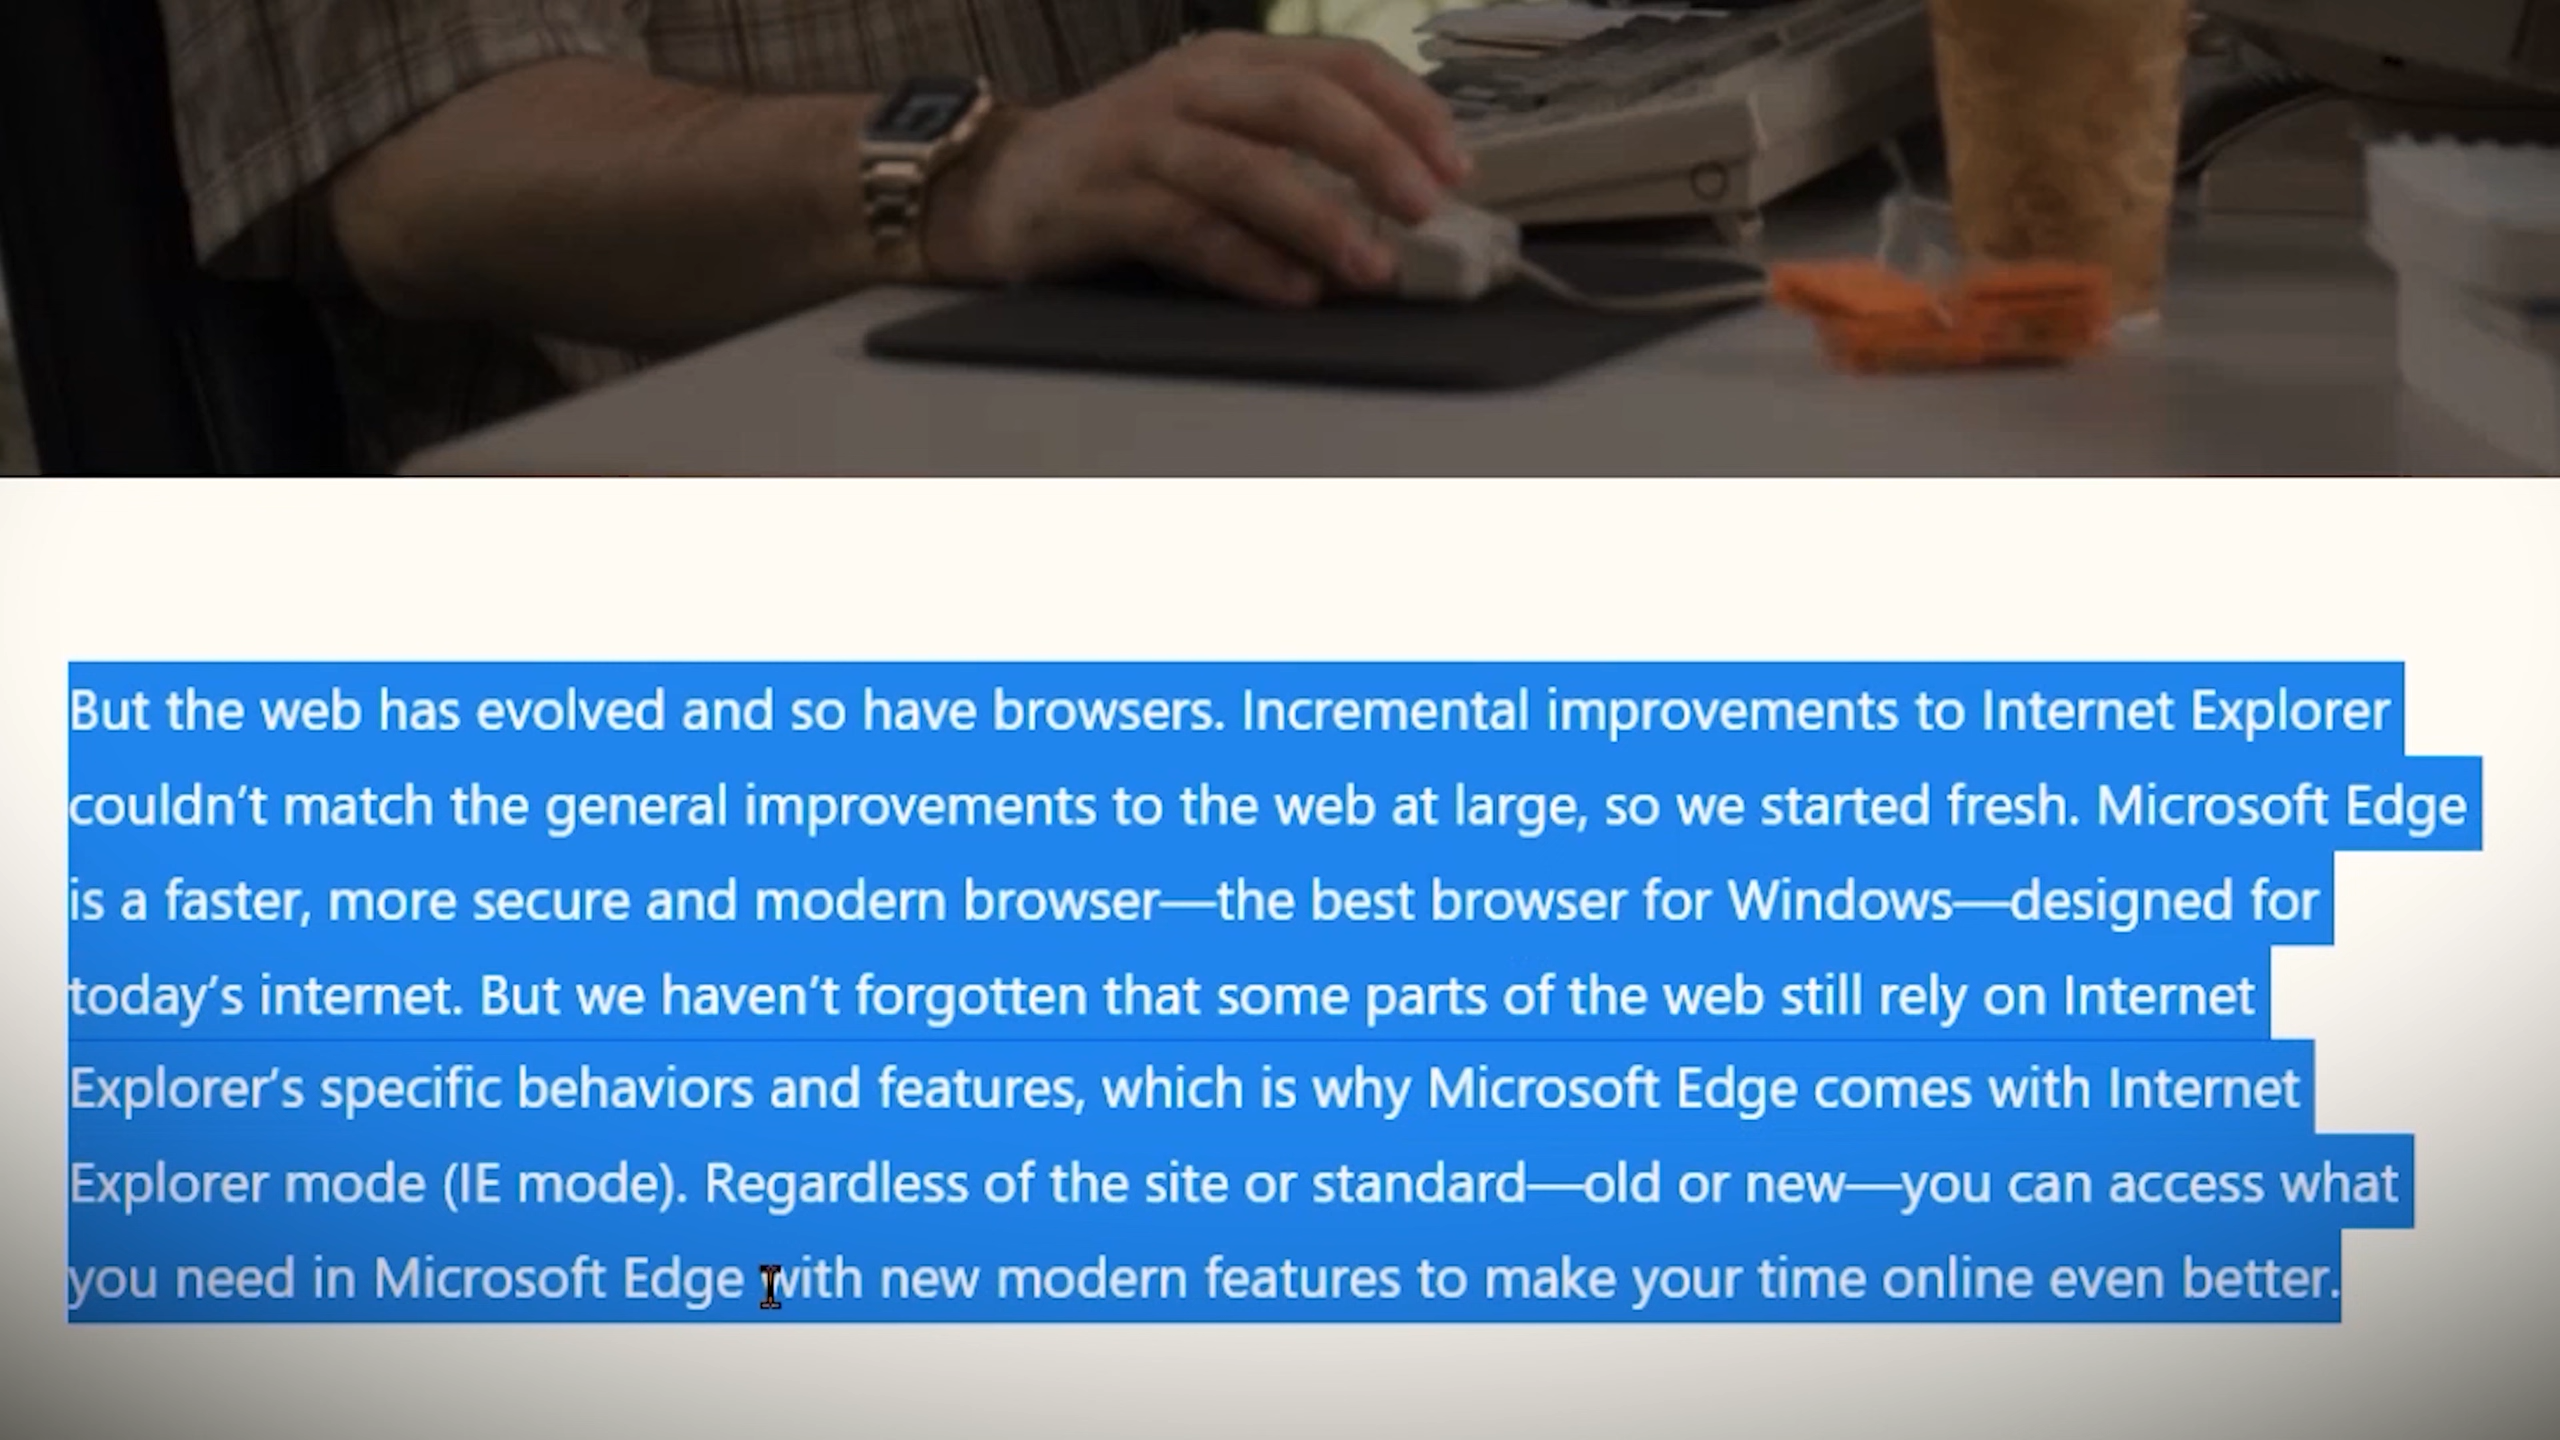 But the web has evolved and so have browsers. Incremental improvements to Internet Explorer
couldn’t match the general improvements to the web at large, so we started fresh. Microsoft Edge
is a faster, more secure and modern browser—the best browser for Windows—designed for
today’s internet. But we haven’t forgotten that some parts of the web still rely on Internet
Explorer’s specific behaviors and features, which is why Microsoft Edge comes with Internet
Explorer mode (IE mode). Regardless of the site or standard—old or new—you can access what
you need in Microsoft Edge with new modern features to make your time online even better.